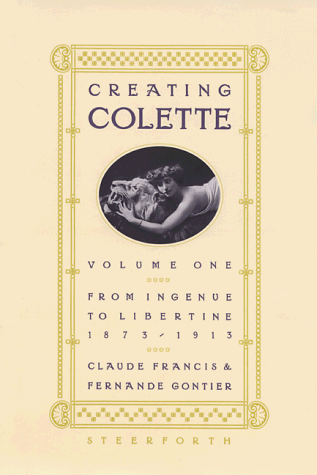 CREATING
COLETTE
VOLUME ONE
FROM INGENUE
TO LIBERTINE
1873-1913
CLAUDE FRANCIS &
FERNANDE GONTIER
STEERFORTH